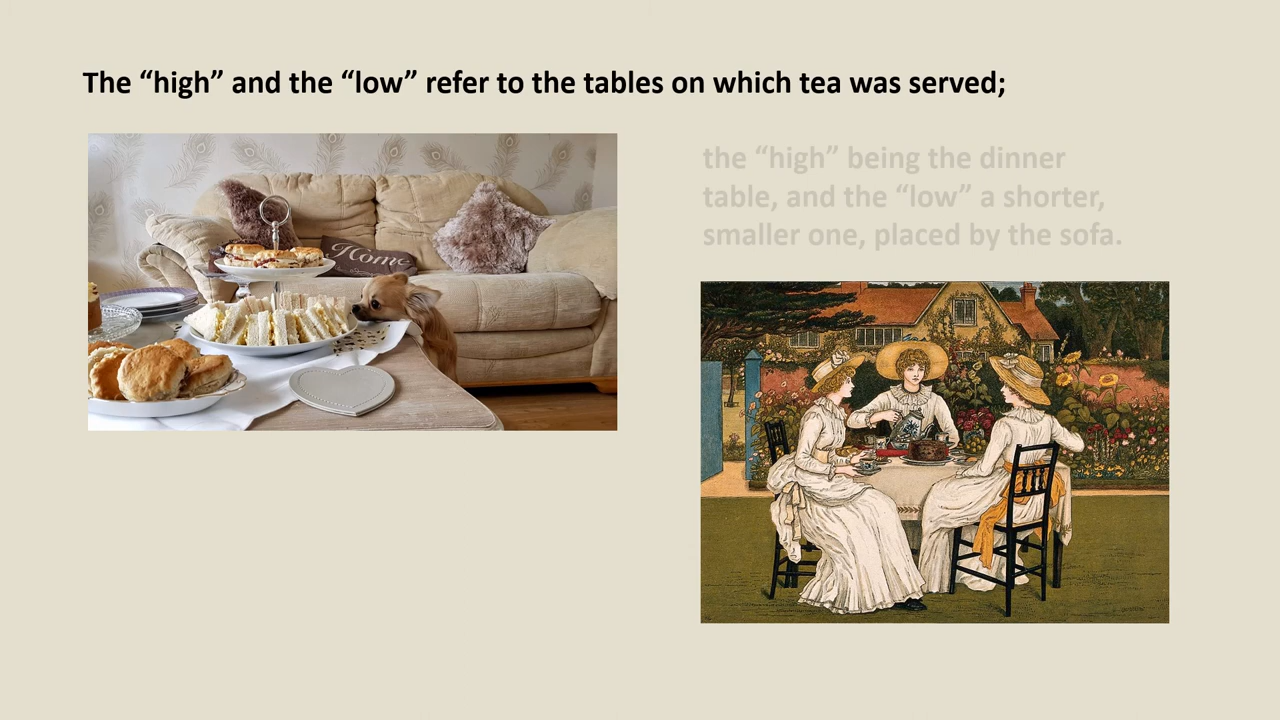 The “high” and the “low” refer to the tables on which tea was served;
the “high” being the dinner
table, and the “low” a shorter,
smaller one, placed by the sofa.
Home